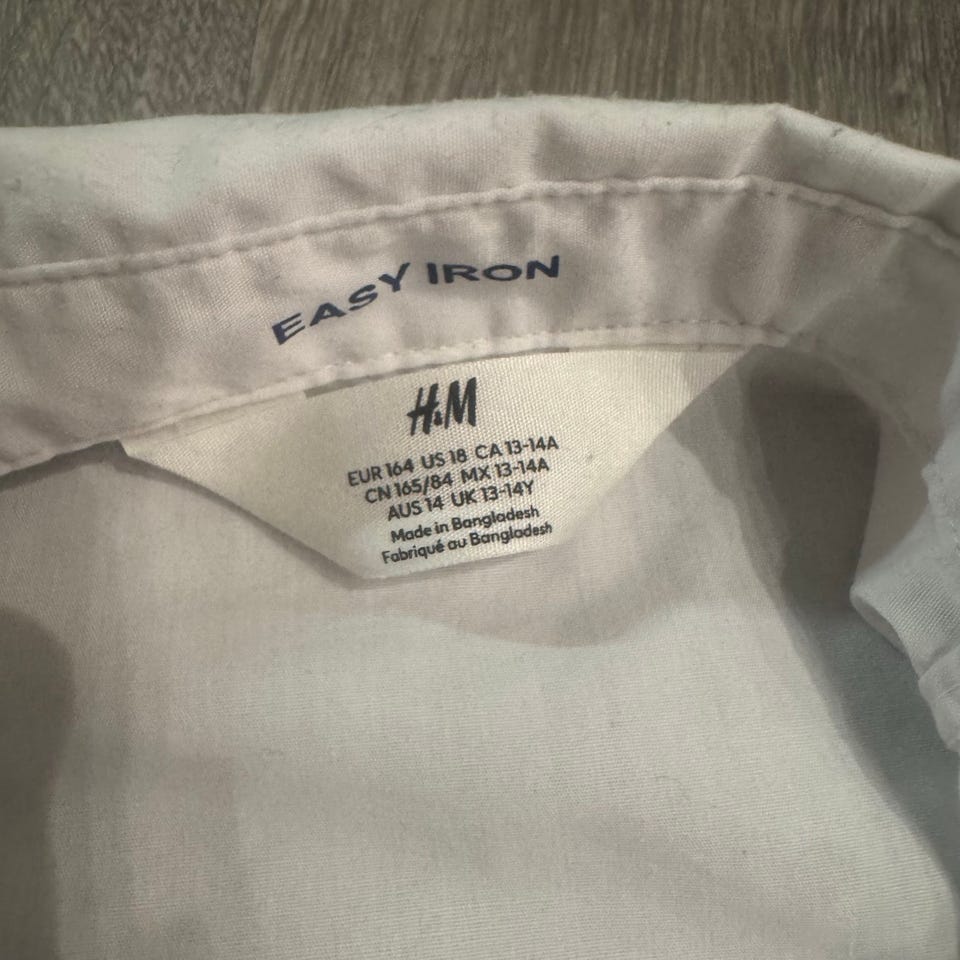 EASY IRON
H&M
EUR 164 US 18 CA 13-14A
CN 165/84 MX 13-14A
AUS 14 UK 13-14Y
Made in Bangladesh
Fabriqué au Bangladesh